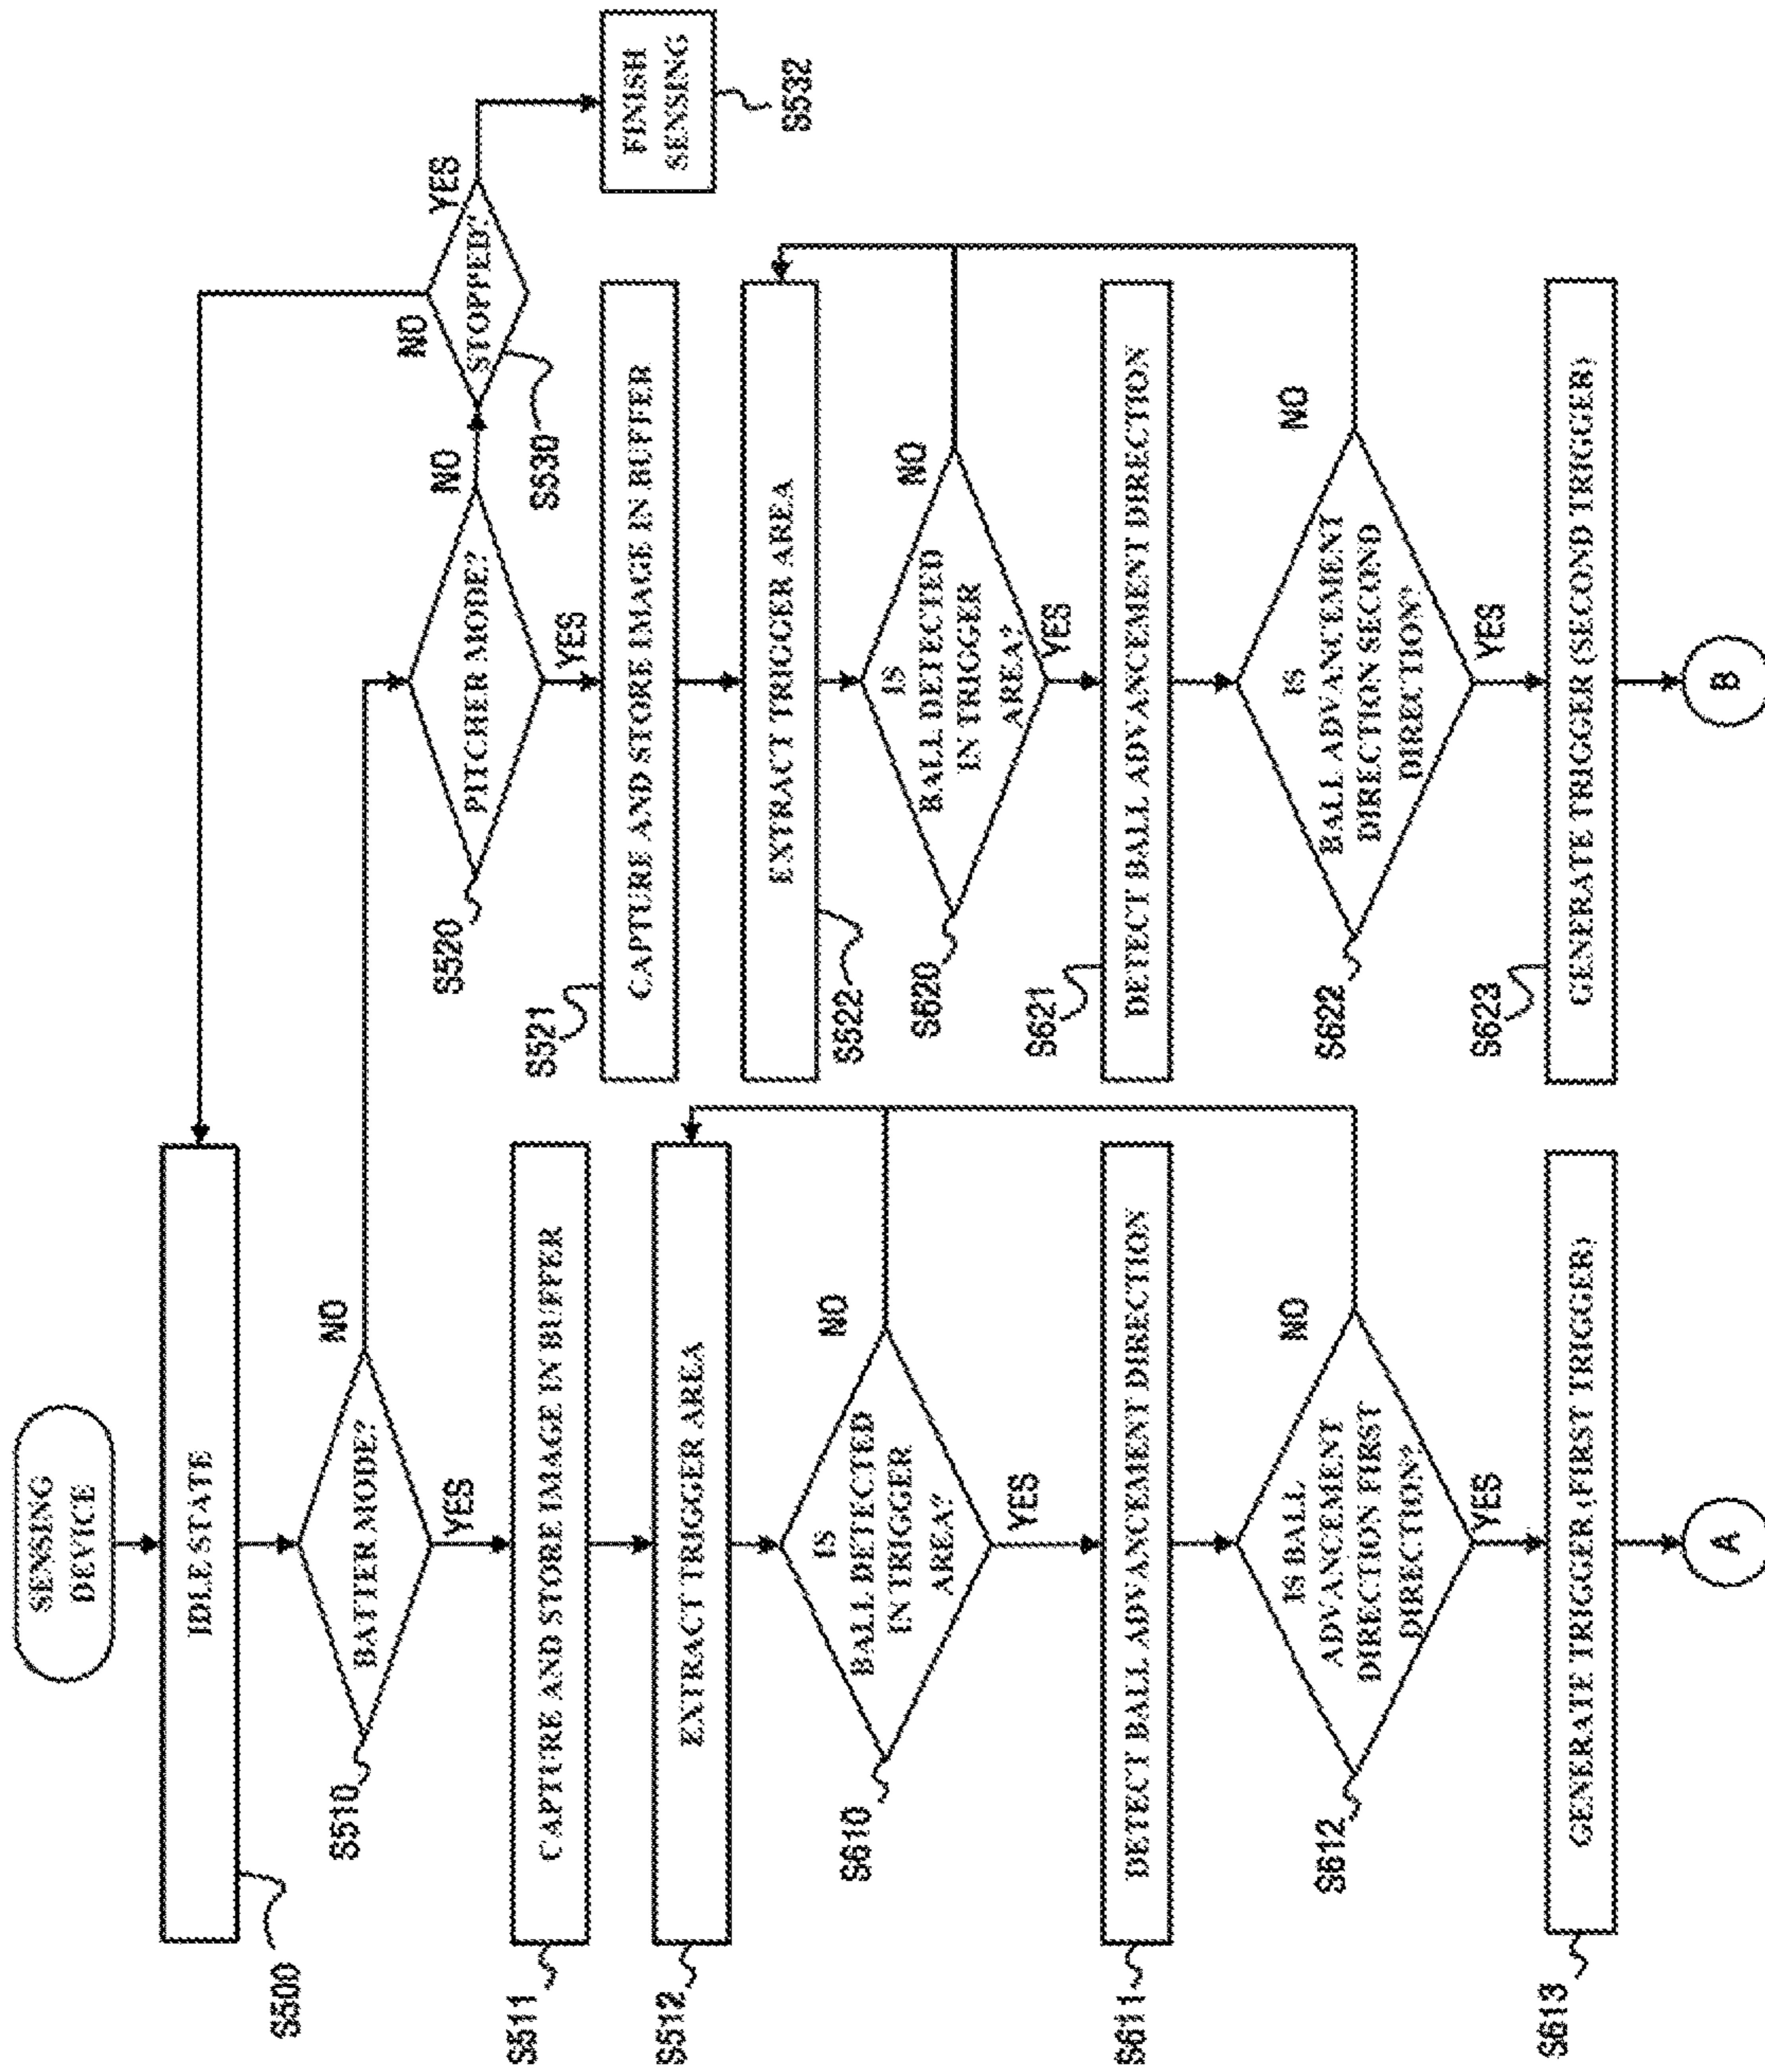 SENSING
DEVICE
IDLE STATE
S500
BATTER MODE?
S510
NO
YES
CAPTURE AND STORE IMAGE IN BUFFER
S511
EXTRACT TRIGGER AREA
S512
IS
BALL DETECTED
IN TRIGGER
AREA?
S610
NO
YES
DETECT BALL ADVANCEMENT DIRECTION
S611
IS BALL
ADVANCEMENT
DIRECTION FIRST
DIRECTION?
S612
NO
YES
GENERATE TRIGGER (FIRST TRIGGER)
S613
A
PITCHER MODE?
S520
NO
YES
STOPPED?
S530
NO
YES
FINISH
SENSING
S532
CAPTURE AND STORE IMAGE IN BUFFER
S521
EXTRACT TRIGGER AREA
S522
IS
BALL DETECTED
IN TRIGGER
AREA?
S620
NO
YES
DETECT BALL ADVANCEMENT DIRECTION
S621
IS
BALL ADVANCEMENT
DIRECTION SECOND
DIRECTION?
S622
NO
YES
GENERATE TRIGGER (SECOND TRIGGER)
S623
B